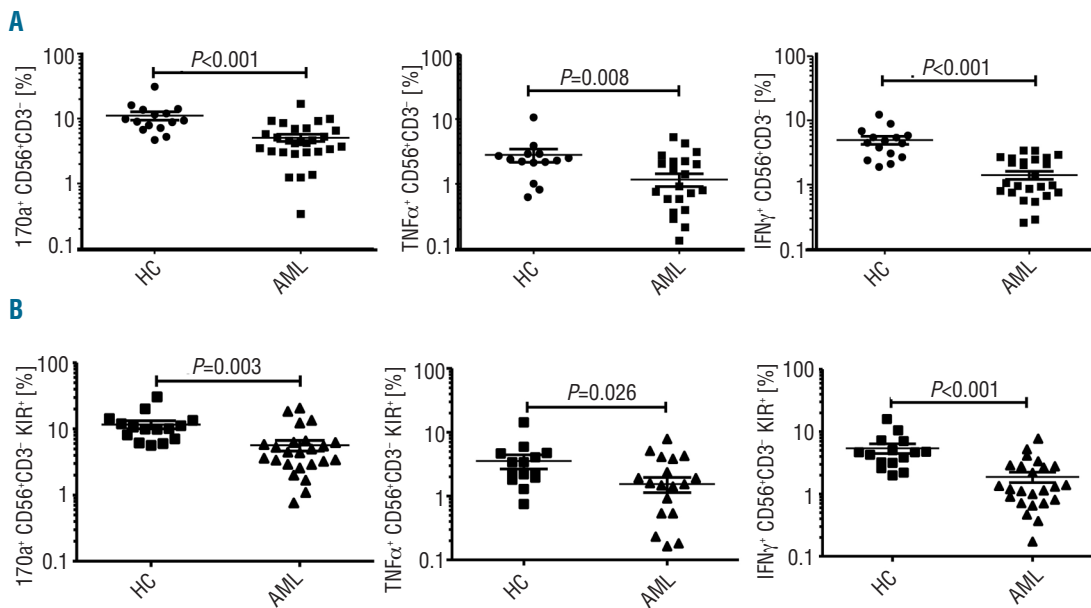 A
170a⁺ CD56⁺CD3⁻ [%]
100
10
1
0.1
P<0.001
HC
AML
TNFα⁺ CD56⁺CD3⁻ [%]
100
10
1
0.1
P=0.008
HC
AML
IFNγ⁺ CD56⁺CD3⁻ [%]
100
10
1
0.1
P<0.001
HC
AML
B
170a⁺ CD56⁺CD3⁻ KIR⁺ [%]
100
10
1
0.1
P=0.003
HC
AML
TNFα⁺ CD56⁺CD3⁻ KIR⁺ [%]
100
10
1
0.1
P=0.026
HC
AML
IFNγ⁺ CD56⁺CD3⁻ KIR⁺ [%]
100
10
1
0.1
P<0.001
HC
AML